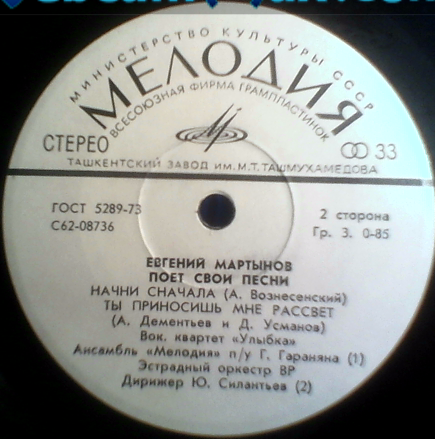 МИНИСТЕРСТВО КУЛЬТУРЫ СССР
МЕЛОДИЯ
ВСЕСОЮЗНАЯ ФИРМА ГРАМПЛАСТИНОК
СТЕРЕО
33
ТАШКЕНТСКИЙ ЗАВОД ИМ. М.Т. ТАШМУХАМЕДОВА
ГОСТ 5289-73
2 сторона
С62-08736
Гр. 3. 0-85
ЕВГЕНИЙ МАРТЫНОВ
ПОЕТ СВОИ ПЕСНИ
НАЧНИ СНАЧАЛА (А. Вознесенский)
ТЫ ПРИНОСИШЬ МНЕ РАССВЕТ
(А. Дементьев и Д. Усманов)
Вок. квартет «Улыбка»
Ансамбль «Мелодия» п/у Г. Гараняна (1)
Эстрадный оркестр ВР
Дирижер Ю. Силантьев (2)